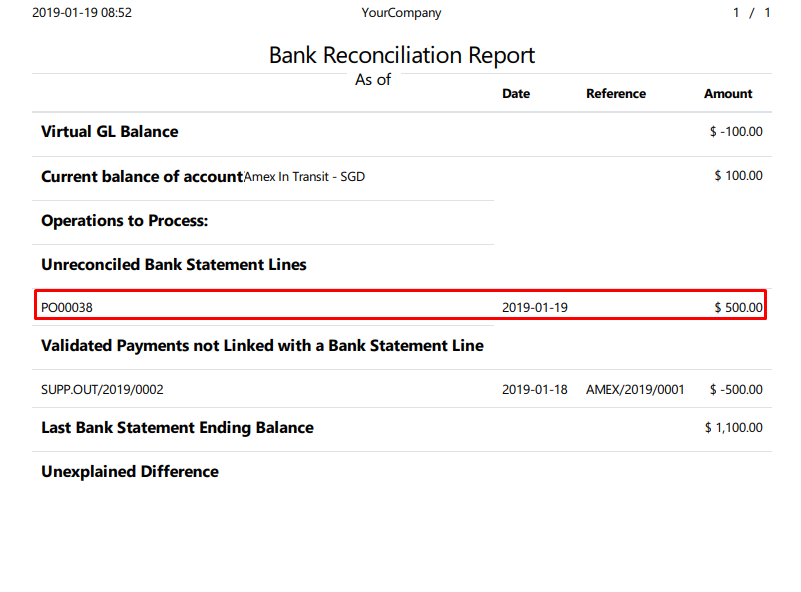 2019-01-19 08:52 YourCompany 1 / 1
Bank Reconciliation Report
As of
Date Reference Amount
Virtual GL Balance $ -100.00
Current balance of account Amex In Transit - SGD $ 100.00
Operations to Process:
Unreconciled Bank Statement Lines
PO00038 2019-01-19 $ 500.00
Validated Payments not Linked with a Bank Statement Line
SUPP.OUT/2019/0002 2019-01-18 AMEX/2019/0001 $ -500.00
Last Bank Statement Ending Balance $ 1,100.00
Unexplained Difference